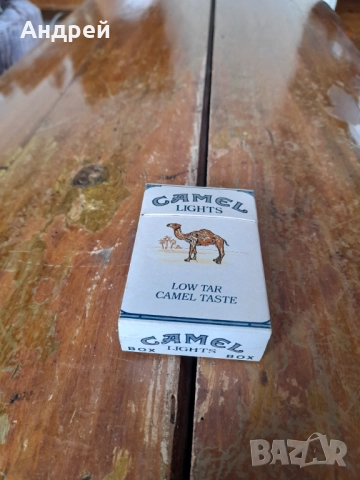 Андрей
CAMEL
LIGHTS
LOW TAR
CAMEL TASTE
CAMEL
BOX LIGHTS BOX
BAZAR